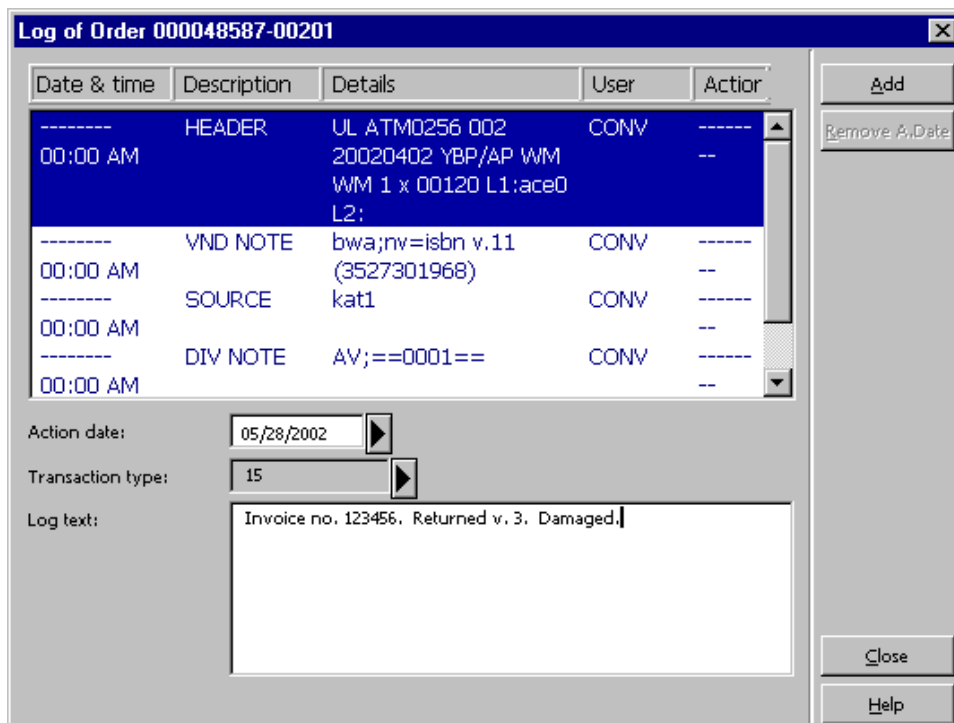 Log of Order 000048587-00201
Date & time Description Details User Action
-------- HEADER UL ATM0256 002 CONV ------
00:00 AM 20020402 YBP/AP WM --
WM 1 x 00120 L1:ace0
L2:
-------- VND NOTE bwa;nv=isbn v.11 CONV ------
00:00 AM (3527301968) --
-------- SOURCE kat1 CONV ------
00:00 AM --
-------- DIV NOTE AV;==0001== CONV ------
00:00 AM --
Action date: 05/28/2002
Transaction type: 15
Log text: Invoice no. 123456. Returned v. 3. Damaged.
Add
Remove A.Date
Close
Help